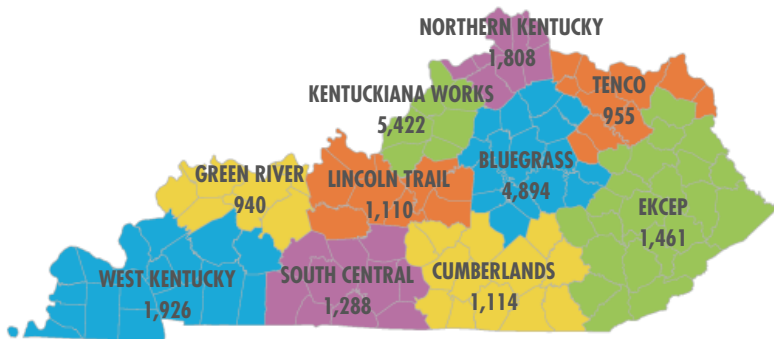 NORTHERN KENTUCKY
1,808
TENCO
955
KENTUCKIANA WORKS
5,422
BLUEGRASS
4,894
GREEN RIVER
940
LINCOLN TRAIL
1,110
EKCEP
1,461
WEST KENTUCKY
1,926
SOUTH CENTRAL
1,288
CUMBERLANDS
1,114